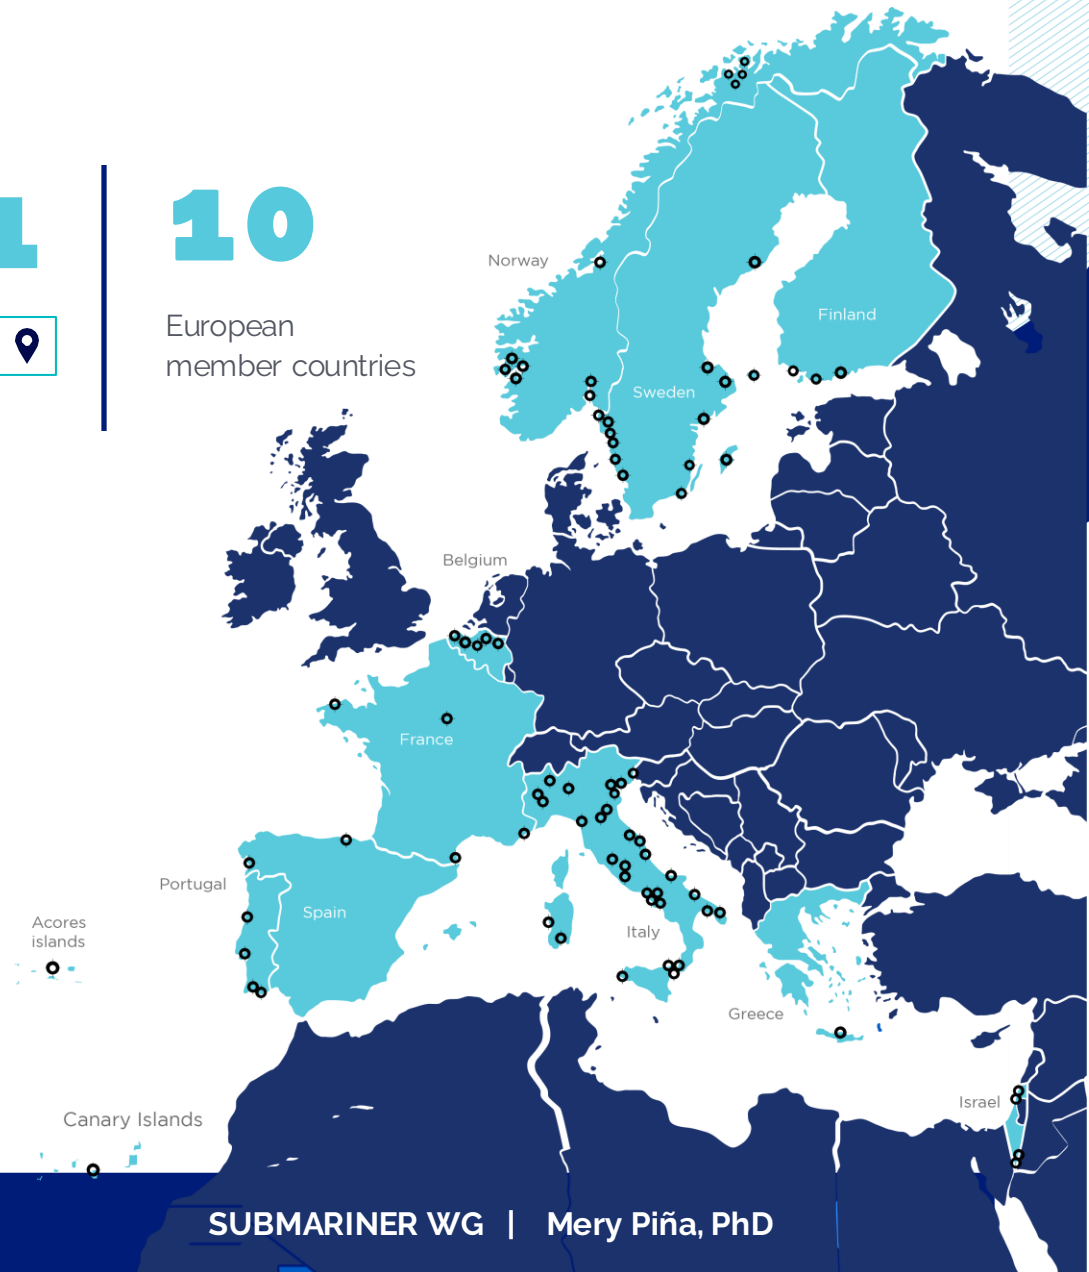 1
10
European
member countries
Norway
Finland
Sweden
Belgium
France
Portugal
Spain
Acores
islands
Italy
Greece
Israel
Canary Islands
SUBMARINER WG | Mery Piña, PhD